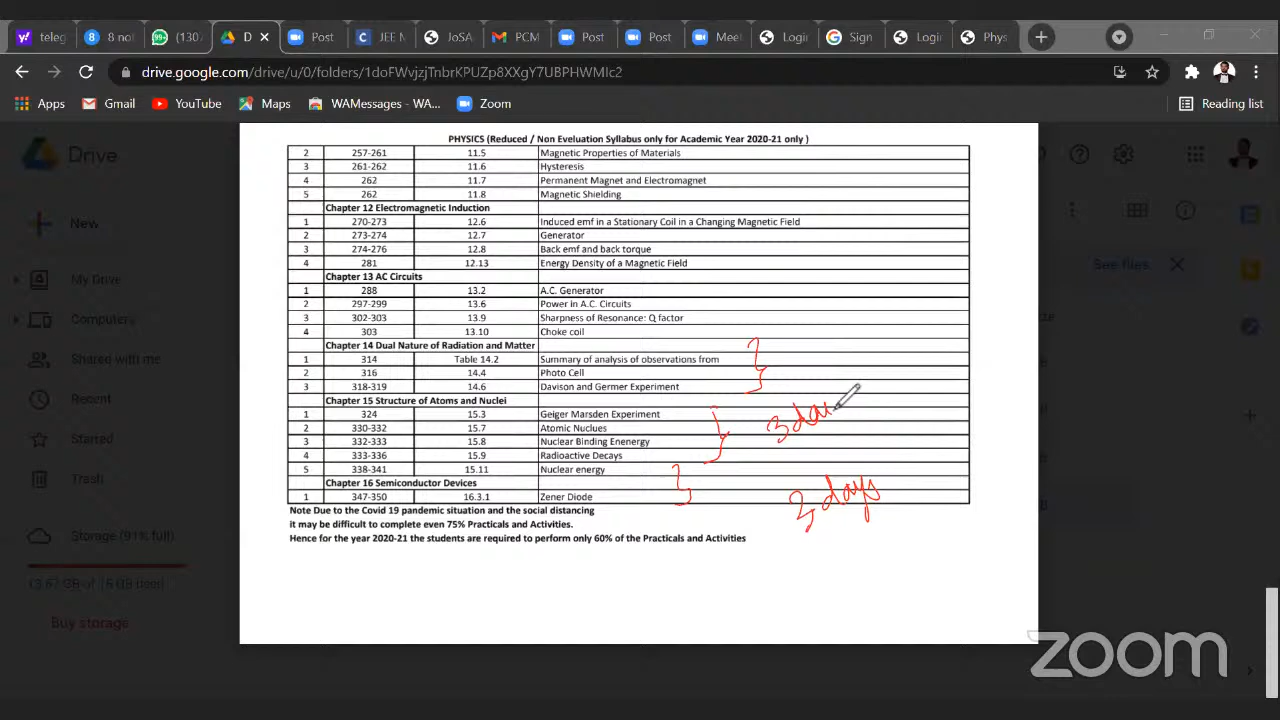 teleg 8 8 not (130 D Post JEE M JoSA PCM Post Post Meet Login Sign Login Phys
drive.google.com/drive/u/0/folders/1doFWvjzjTnbrKPUZp8XXgY7UBPHWMIc2
Apps Gmail YouTube Maps WAMessages - WA... Zoom Reading list
Drive
New
My Drive
Computers
Shared with me
Recent
Starred
Trash
Storage (91% full)
13.67 GB of 15 GB used
Buy storage
See files
PHYSICS (Reduced / Non Eveluation Syllabus only for Academic Year 2020-21 only )
2 257-261 11.5 Magnetic Properties of Materials
3 261-262 11.6 Hysteresis
4 262 11.7 Permanent Magnet and Electromagnet
5 262 11.8 Magnetic Shielding
Chapter 12 Electromagnetic Induction
1 270-273 12.6 Induced emf in a Stationary Coil in a Changing Magnetic Field
2 273-274 12.7 Generator
3 274-276 12.8 Back emf and back torque
4 281 12.13 Energy Density of a Magnetic Field
Chapter 13 AC Circuits
1 288 13.2 A.C. Generator
2 297-299 13.6 Power in A.C. Circuits
3 302-303 13.9 Sharpness of Resonance: Q factor
4 303 13.10 Choke coil
Chapter 14 Dual Nature of Radiation and Matter
1 314 Table 14.2 Summary of analysis of observations from
2 316 14.4 Photo Cell
3 318-319 14.6 Davison and Germer Experiment
Chapter 15 Structure of Atoms and Nuclei
1 324 15.3 Geiger Marsden Experiment
2 330-332 15.7 Atomic Nuclues
3 332-333 15.8 Nuclear Binding Enenergy
4 333-336 15.9 Radioactive Decays
5 338-341 15.11 Nuclear energy
Chapter 16 Semiconductor Devices
1 347-350 16.3.1 Zener Diode
3 da
3 days
Note Due to the Covid 19 pandemic situation and the social distancing
it may be difficult to complete even 75% Practicals and Activities.
Hence for the year 2020-21 the students are required to perform only 60% of the Practicals and Activities
zoom